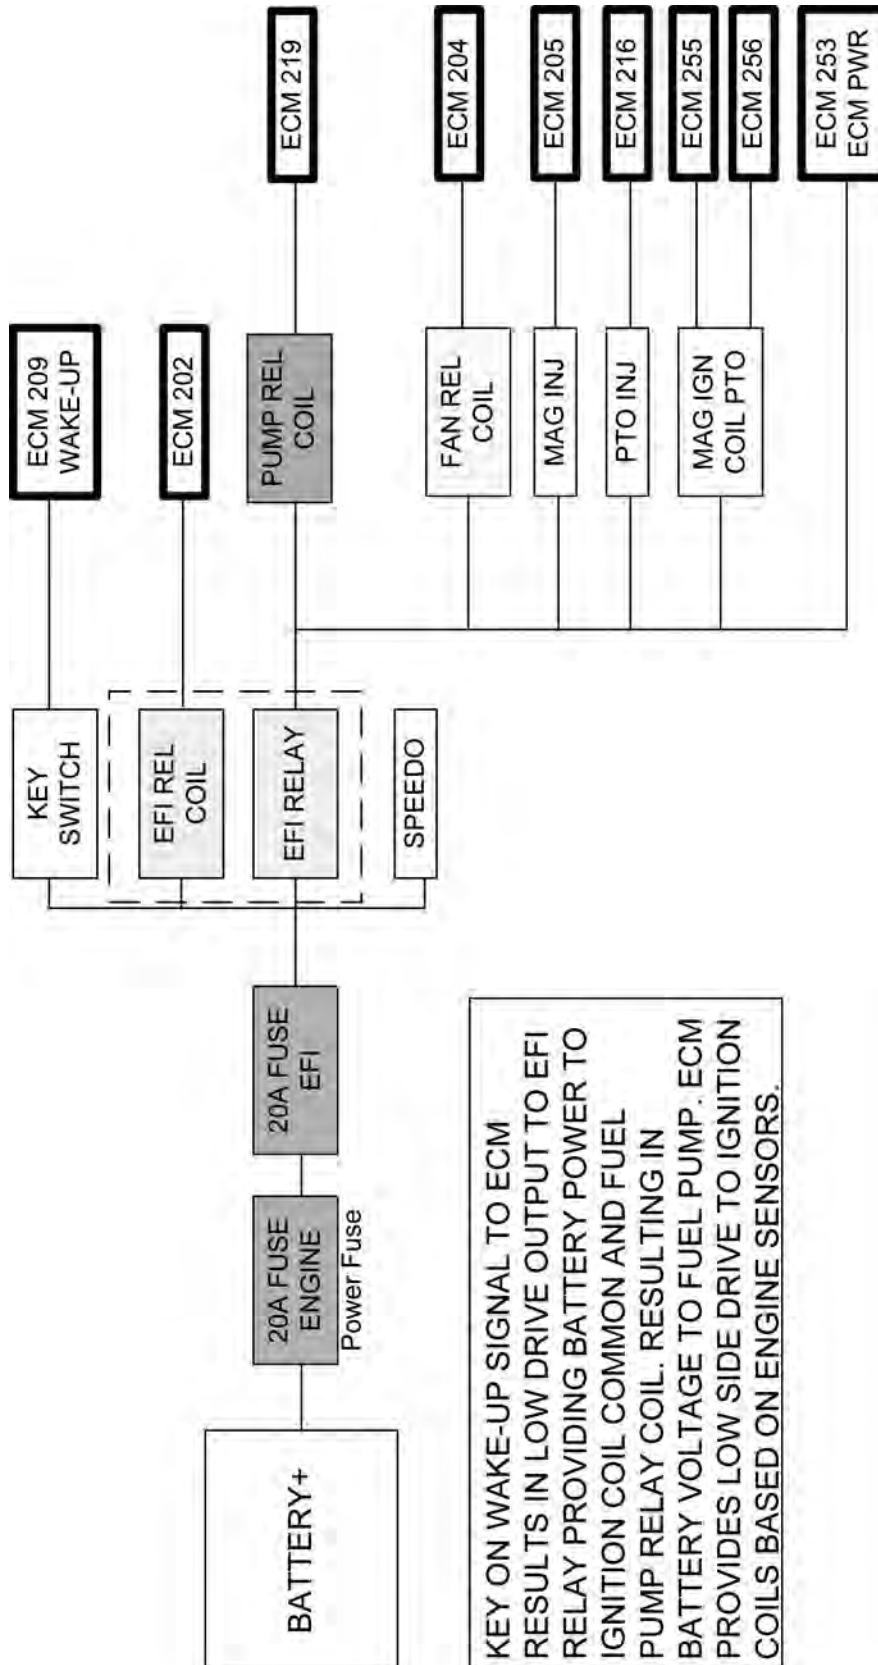 BATTERY+
20A FUSE
ENGINE
Power Fuse
20A FUSE
EFI
KEY
SWITCH
EFI REL
COIL
EFI RELAY
SPEEDO
ECM 209
WAKE-UP
ECM 202
PUMP REL
COIL
ECM 219
FAN REL
COIL
ECM 204
MAG INJ
ECM 205
PTO INJ
ECM 216
MAG IGN
COIL PTO
ECM 255
ECM 256
ECM 253
ECM PWR
KEY ON WAKE-UP SIGNAL TO ECM
RESULTS IN LOW DRIVE OUTPUT TO EFI
RELAY PROVIDING BATTERY POWER TO
IGNITION COIL COMMON AND FUEL
PUMP RELAY COIL. RESULTING IN
BATTERY VOLTAGE TO FUEL PUMP. ECM
PROVIDES LOW SIDE DRIVE TO IGNITION
COILS BASED ON ENGINE SENSORS.